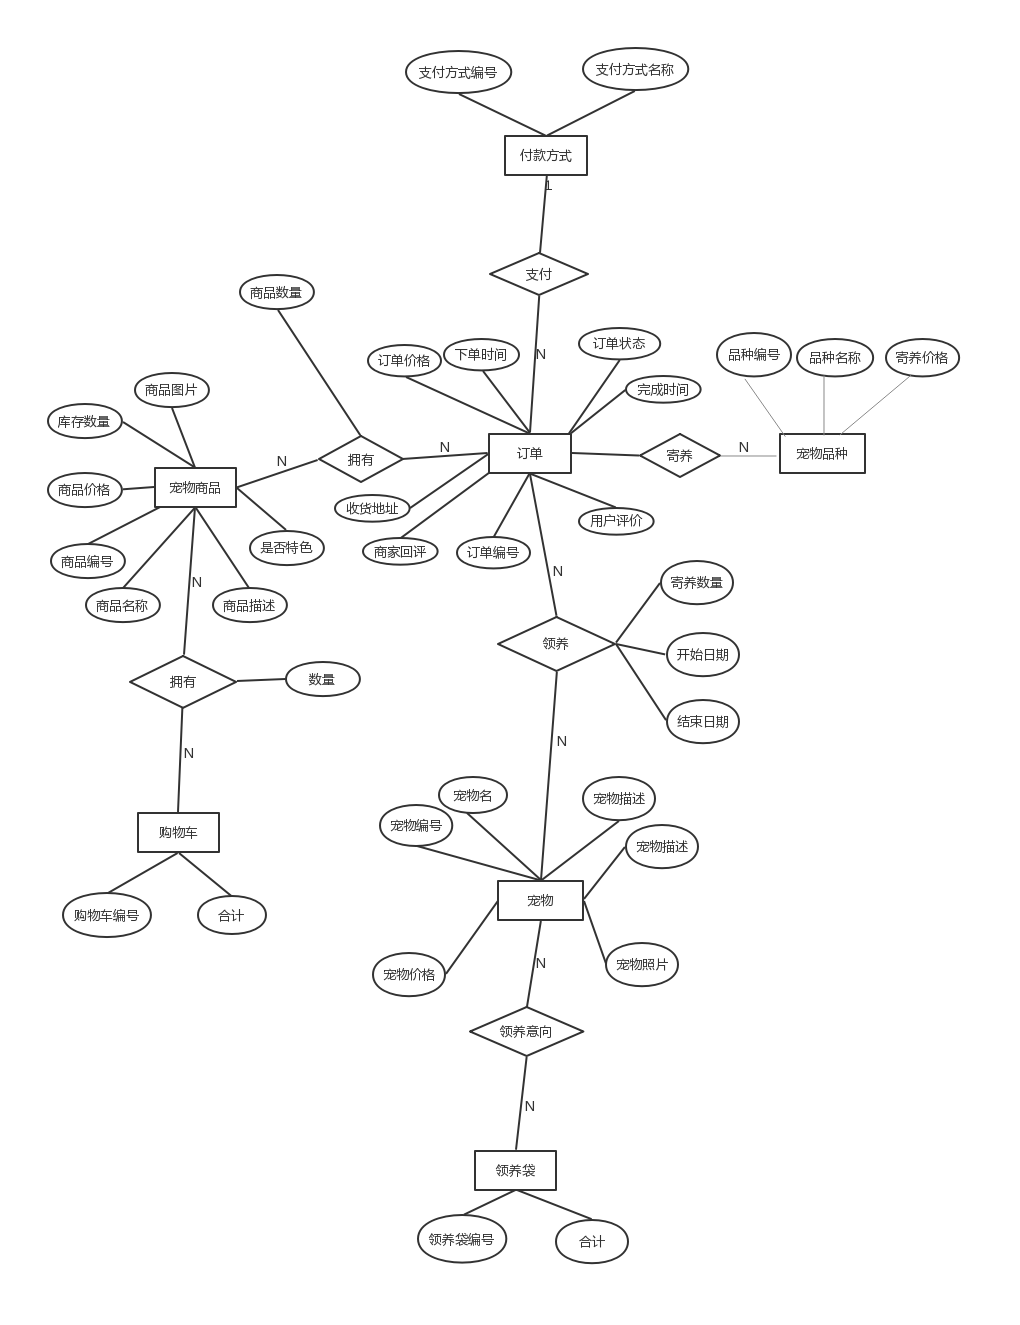 支付方式编号
支付方式名称
付款方式
1
支付
商品数量
N
订单价格
下单时间
订单状态
品种编号
品种名称
寄养价格
完成时间
商品图片
库存数量
拥有
N
N
订单
寄养
N
宠物品种
商品价格
宠物商品
收货地址
用户评价
商品编号
是否特色
商家回评
订单编号
N
商品名称
商品描述
N
寄养数量
领养
开始日期
拥有
数量
结束日期
N
N
宠物名
宠物描述
宠物编号
宠物描述
购物车
宠物
购物车编号
合计
宠物价格
N
宠物照片
领养意向
N
领养袋
领养袋编号
合计